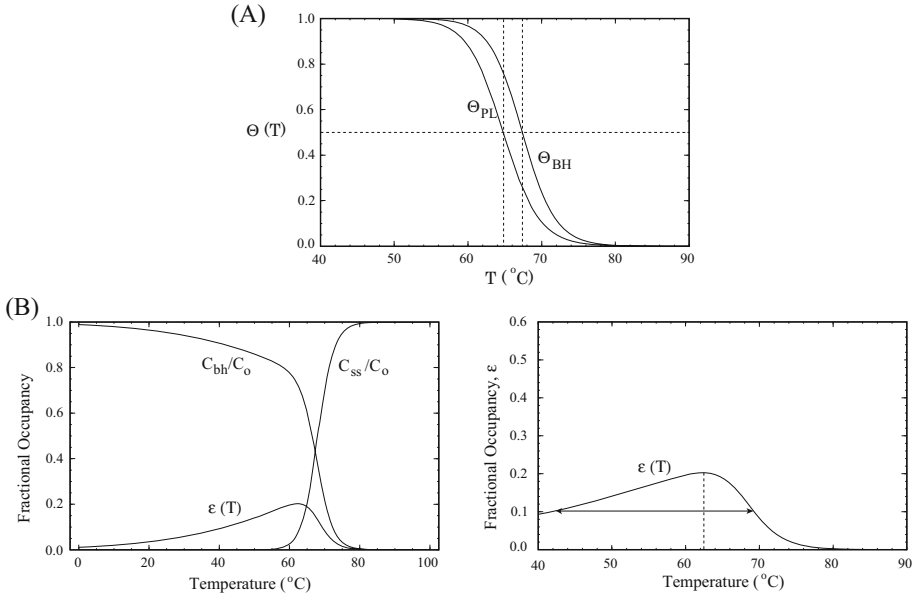 (A)
1.0
0.8
0.6
Θ (T)
0.4
0.2
0.0
Θ_PL
Θ_BH
40 50 60 70 80 90
T (°C)
(B)
1.0
0.8
0.6
0.4
0.2
0.0
Fractional Occupancy
C_bh/C_o
C_ss/C_o
ε (T)
0 20 40 60 80 100
Temperature (°C)
0.6
0.5
0.4
0.3
0.2
0.1
0.0
Fractional Occupancy, ε
ε (T)
40 50 60 70 80 90
Temperature (°C)